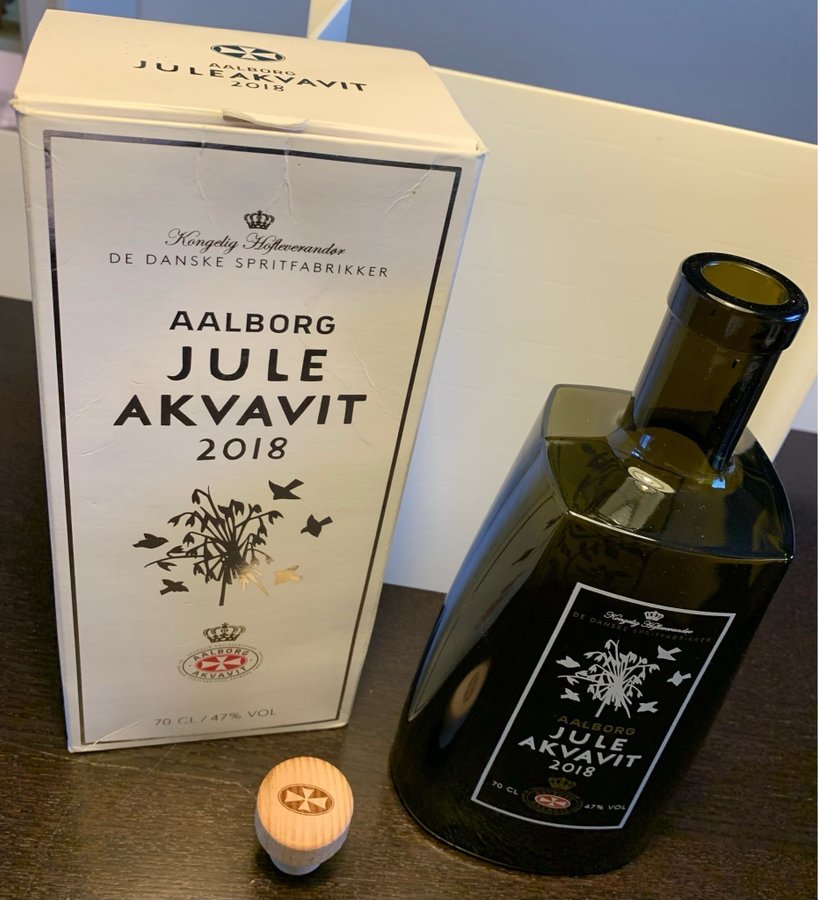 AALBORG
JULEAKVAVIT
2018
Kongelig Hofleverandør
DE DANSKE SPRITFABRIKKER
AALBORG
JULE
AKVAVIT
2018
AALBORG
AKVAVIT
70 CL / 47% VOL
Kongelig Hofleverandør
DE DANSKE SPRITFABRIKKER
AALBORG
JULE
AKVAVIT
2018
70 CL
47% VOL